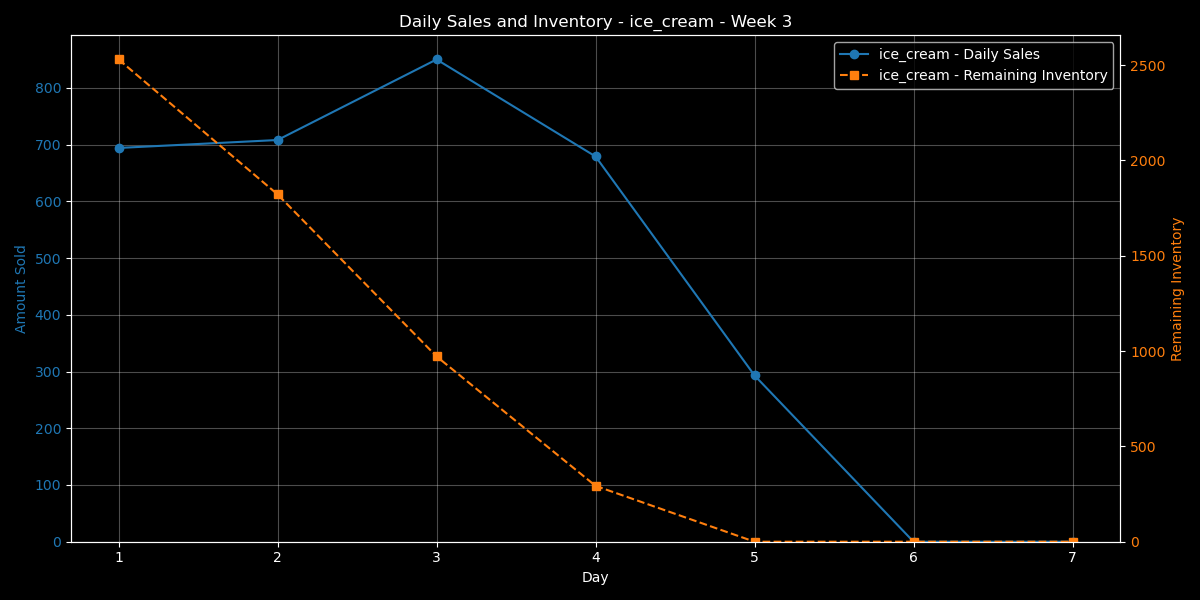 Daily Sales and Inventory - ice_cream - Week 3
ice_cream - Daily Sales
ice_cream - Remaining Inventory
Amount Sold
800
700
600
500
400
300
200
100
0
2500
2000
1500
1000
500
0
Remaining Inventory
1 2 3 4 5 6 7
Day